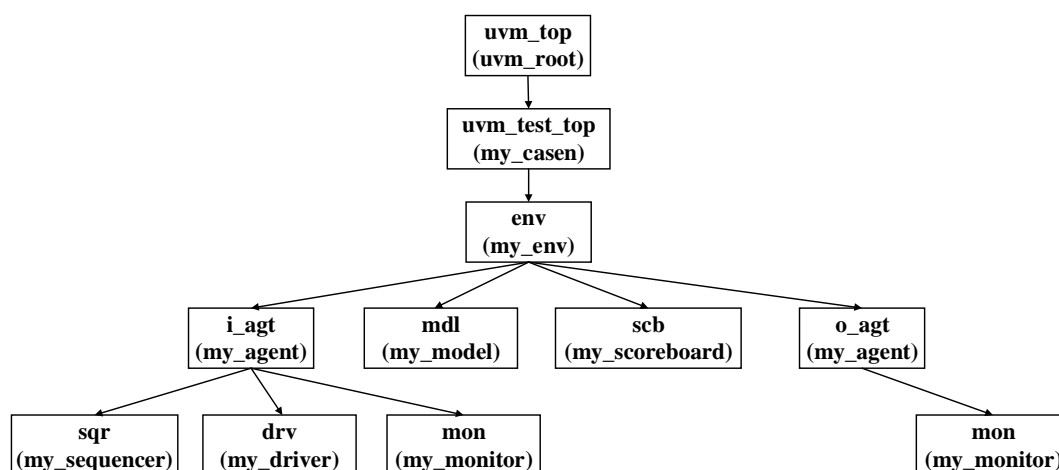 uvm_top
(uvm_root)
uvm_test_top
(my_casen)
env
(my_env)
i_agt
(my_agent)
mdl
(my_model)
scb
(my_scoreboard)
o_agt
(my_agent)
sqr
(my_sequencer)
drv
(my_driver)
mon
(my_monitor)
mon
(my_monitor)